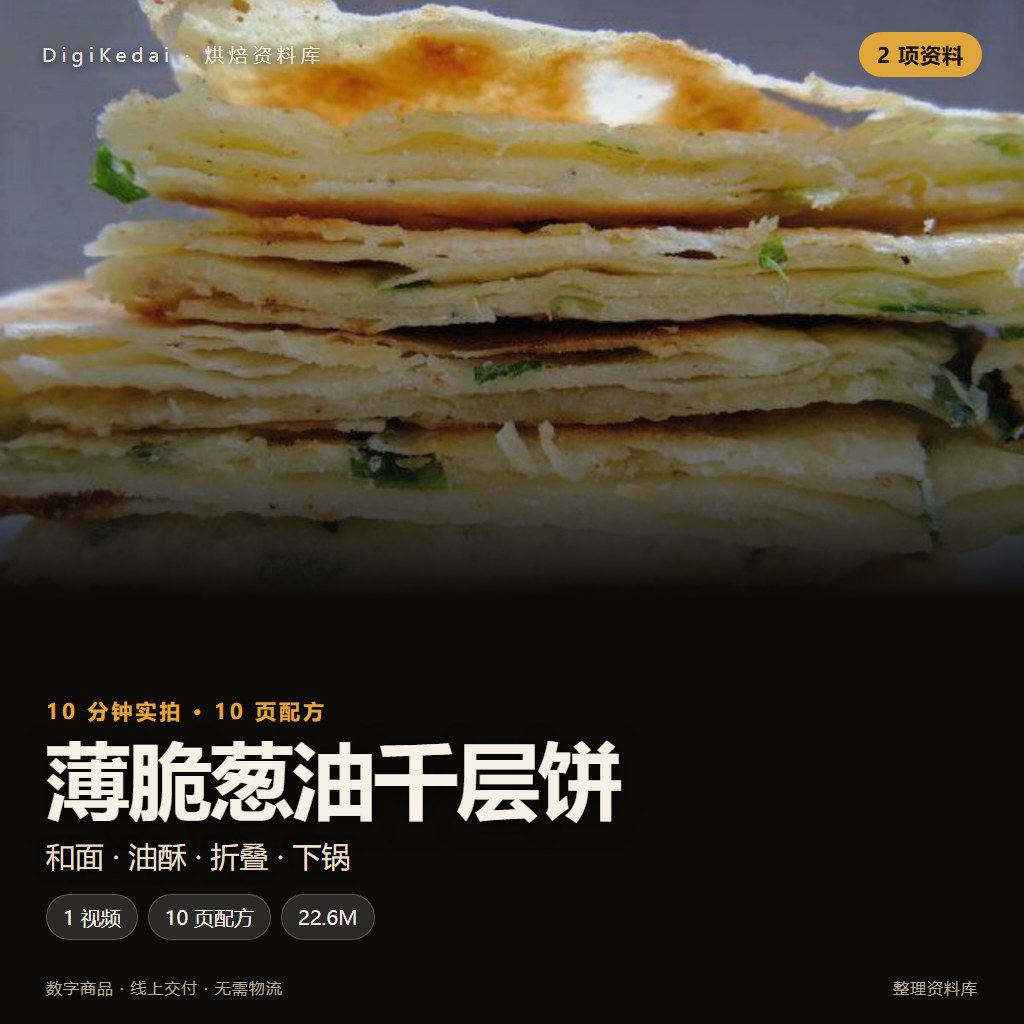 DigiKedai · 烘焙资料库
2 项资料
10 分钟实拍 · 10 页配方
薄脆葱油千层饼
和面 · 油酥 · 折叠 · 下锅
1 视频
10 页配方
22.6M
数字商品 · 线上交付 · 无需物流
整理资料库